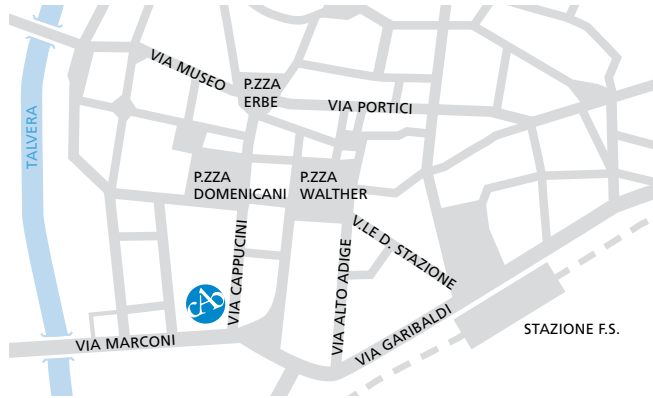 VIA MUSEO
P.ZZA
ERBE
VIA PORTICI
TALVERA
P.ZZA
DOMENICANI
P.ZZA
WALTHER
VIA CAPPUCINI
V.LE D. STAZIONE
VIA ALTO ADIGE
VIA GARIBALDI
STAZIONE F.S.
VIA MARCONI